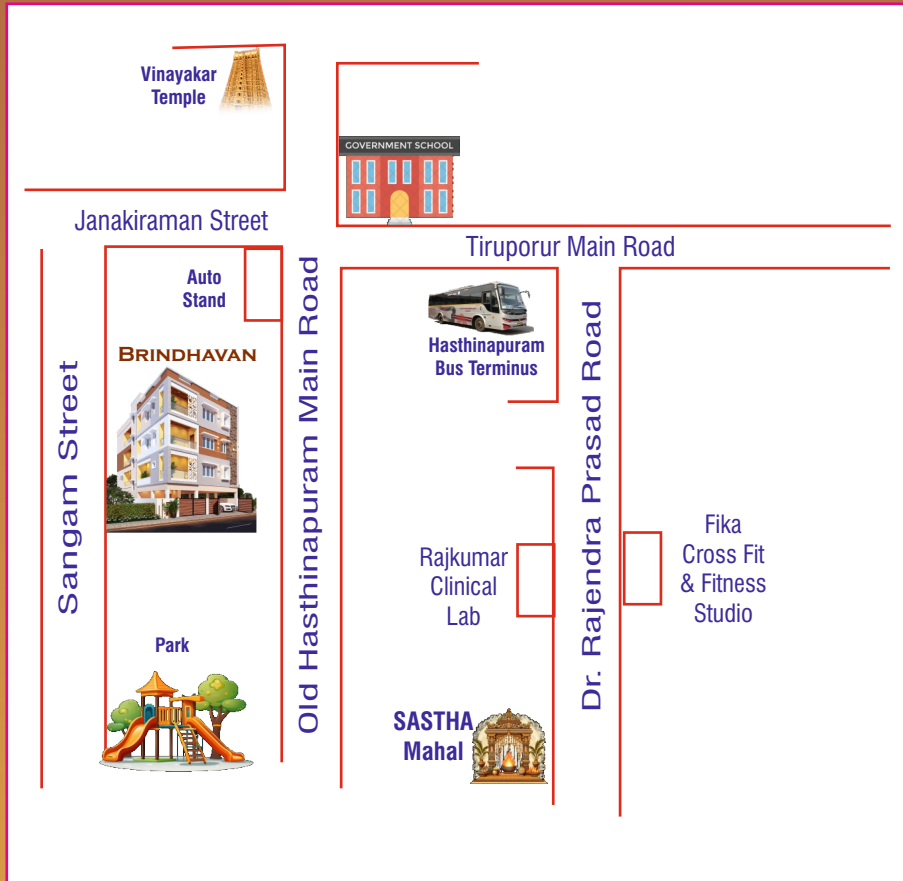 Vinayakar
Temple
GOVERNMENT SCHOOL
Janakiraman Street
Tiruporur Main Road
Auto
Stand
BRINDHAVAN
Sangam Street
Old Hasthinapuram Main Road
Hasthinapuram
Bus Terminus
Dr. Rajendra Prasad Road
Rajkumar
Clinical
Lab
Fika
Cross Fit
& Fitness
Studio
Park
SASTHA
Mahal